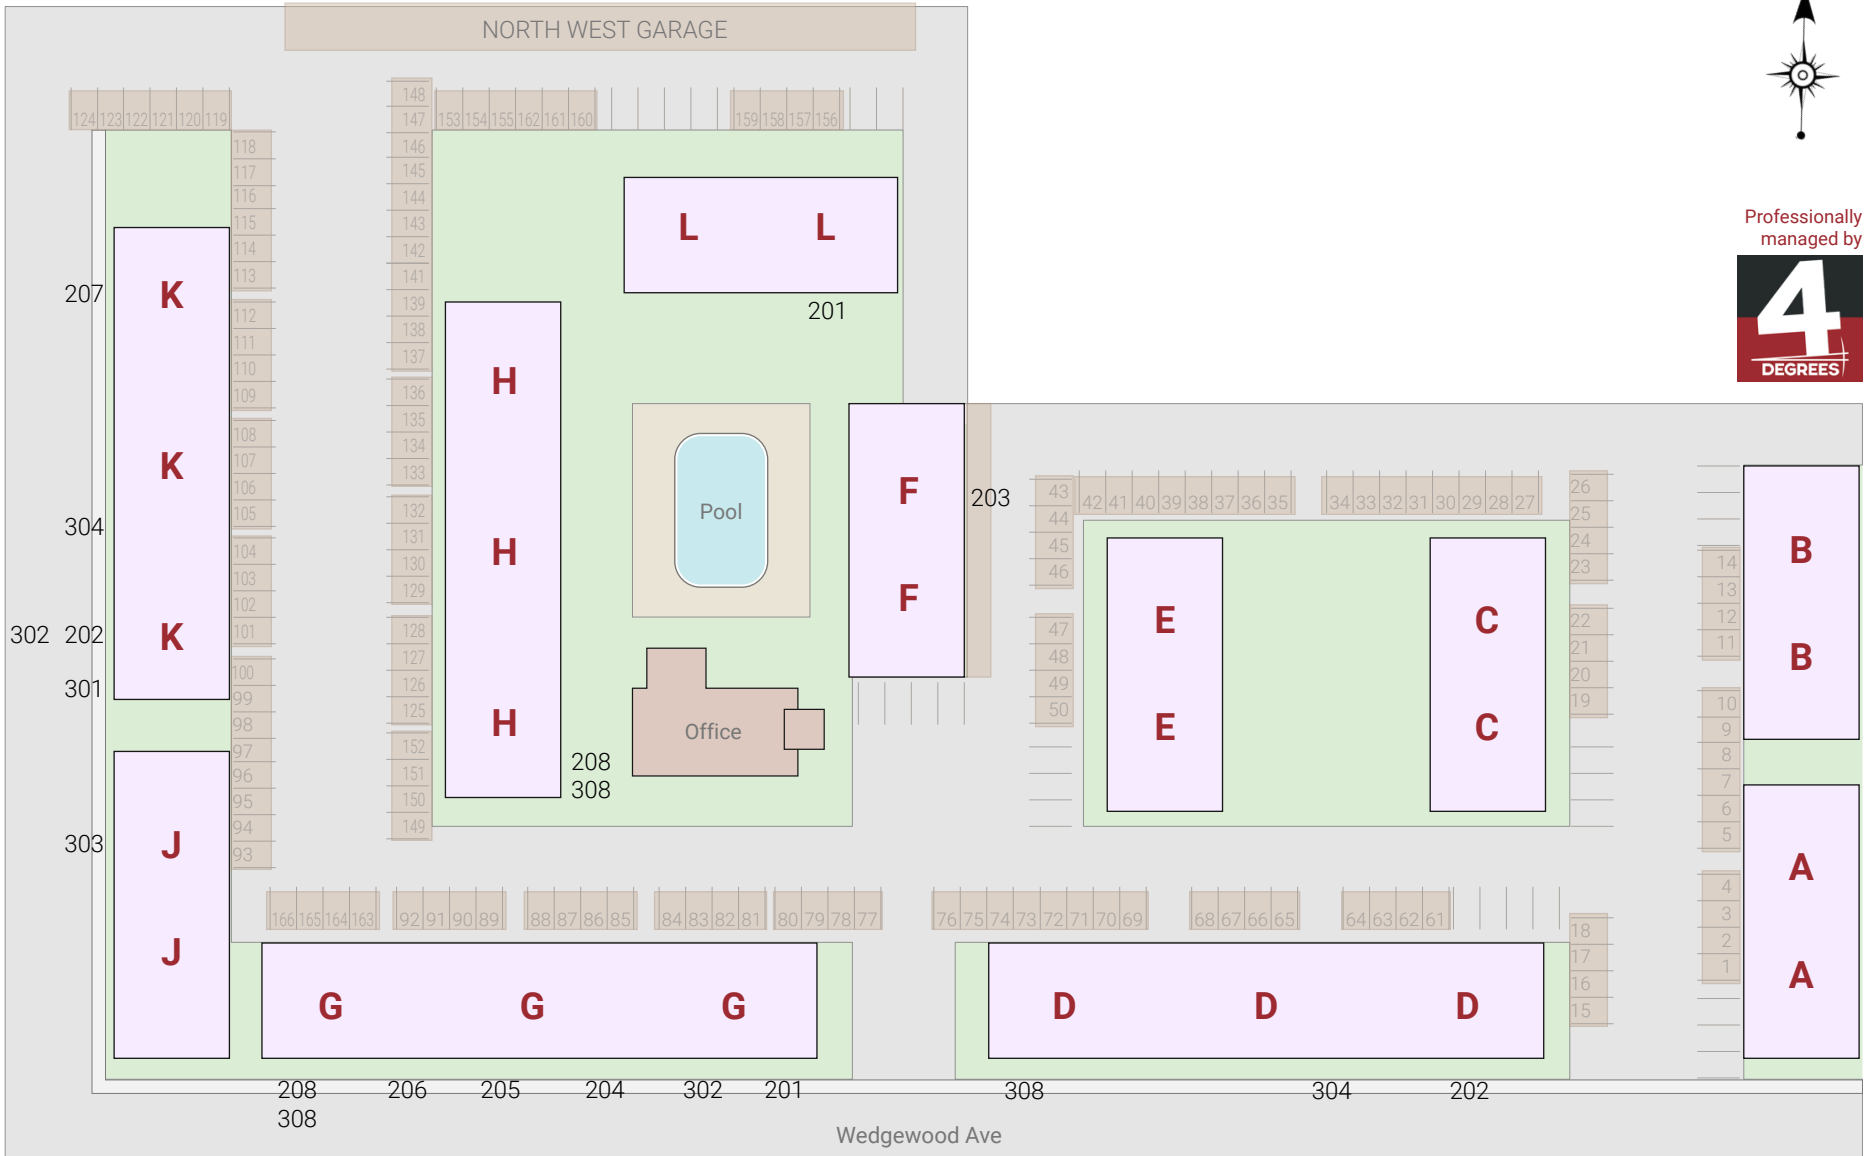 NORTH WEST GARAGE
124 123 122 121 120 119
148
147
146
145
144
143
142
141
139
138
137
136
135
134
133
132
131
130
129
128
127
126
125
152
151
150
149
153 154 155 162 161 160
159 158 157 156
118
117
116
115
114
113
112
111
110
109
108
107
106
105
104
103
102
101
100
99
98
97
96
95
94
93
Professionally
managed by
4
DEGREES
L L
201
207
K
K
K
304
302 202
301
H
H
H
208
308
Pool
Office
F
F
203
43
44
45
46
47
48
49
50
42 41 40 39 38 37 36 35
34 33 32 31 30 29 28 27
26
25
24
23
22
21
20
19
E
E
C
C
14
13
12
11
10
9
8
7
6
5
4
3
2
1
B
B
A
A
303
J
J
166 165 164 163
92 91 90 89
88 87 86 85
84 83 82 81
80 79 78 77
76 75 74 73 72 71 70 69
68 67 66 65
64 63 62 61
18
17
16
15
G G G
D D D
208 206 205 204 302 201
308
308 304 202
Wedgewood Ave